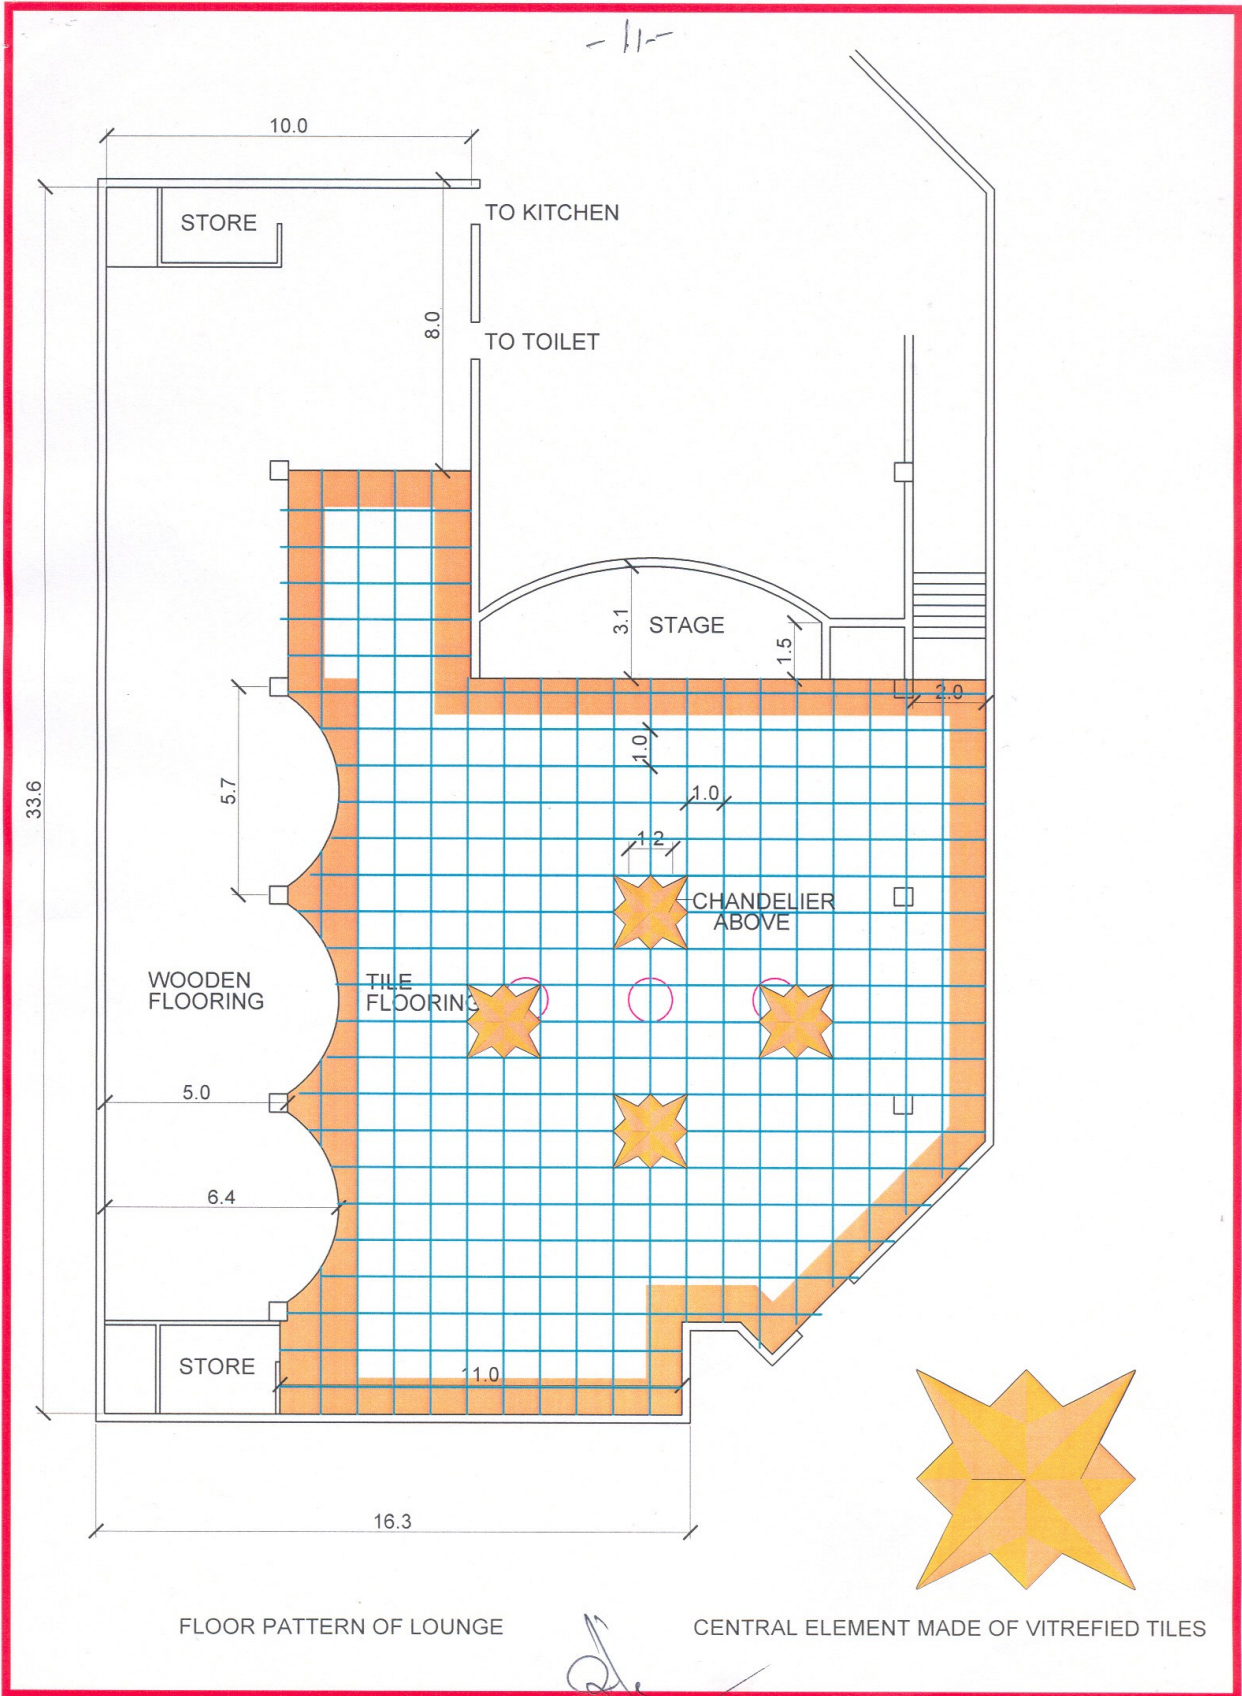 - 11 -
10.0
STORE
TO KITCHEN
8.0
TO TOILET
3.1
STAGE
1.5
2.0
1.0
1.0
5.7
33.6
1.2
CHANDELIER
ABOVE
WOODEN
FLOORING
TILE
FLOORING
5.0
6.4
STORE
11.0
16.3
FLOOR PATTERN OF LOUNGE
CENTRAL ELEMENT MADE OF VITREFIED TILES